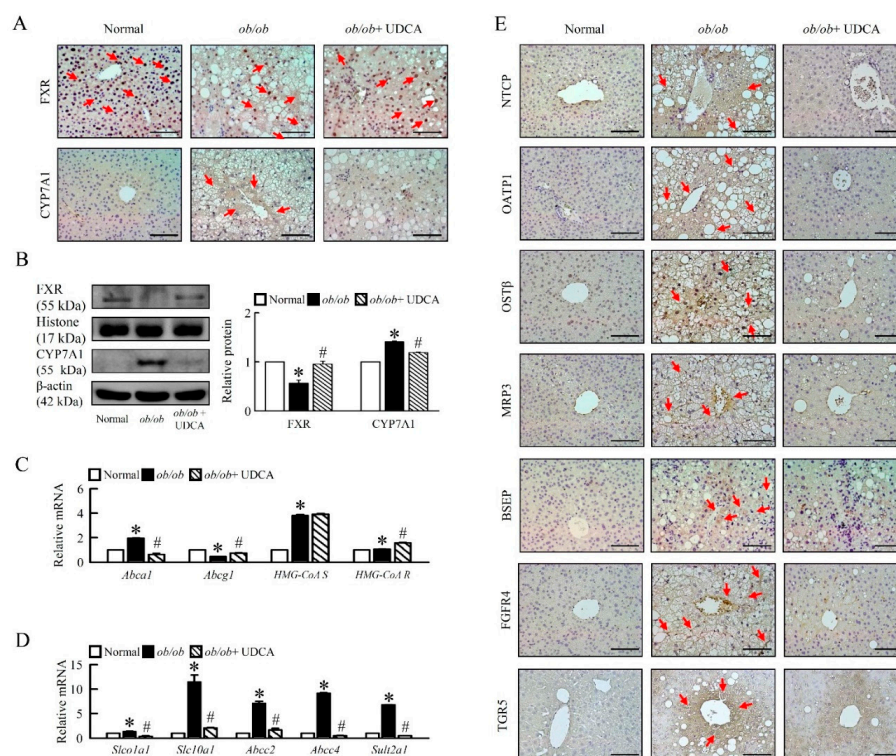 A
Normal
ob/ob
ob/ob+ UDCA
FXR
CYP7A1
B
FXR
(55 kDa)
Histone
(17 kDa)
CYP7A1
(55 kDa)
β-actin
(42 kDa)
Normal ob/ob ob/ob + UDCA
Normal ob/ob ob/ob+ UDCA
Relative protein
2
1
0
*
#
*
#
FXR CYP7A1
C
Normal ob/ob ob/ob+ UDCA
Relative mRNA
6
4
2
0
* # * # * * #
Abca1 Abcg1 HMG-CoA S HMG-CoA R
D
Normal ob/ob ob/ob+ UDCA
Relative mRNA
15
10
5
0
* # * # * # * # * #
Slco1a1 Slc10a1 Abcc2 Abcc4 Sult2a1
E
Normal
ob/ob
ob/ob+ UDCA
NTCP
OATP1
OSTβ
MRP3
BSEP
FGFR4
TGR5